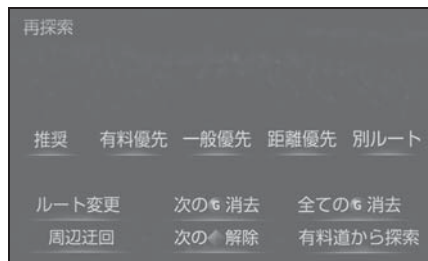 再探索
推奨 有料優先 一般優先 距離優先 別ルート
ルート変更 次の 消去 全ての 消去
周辺迂回 次の 解除 有料道から探索